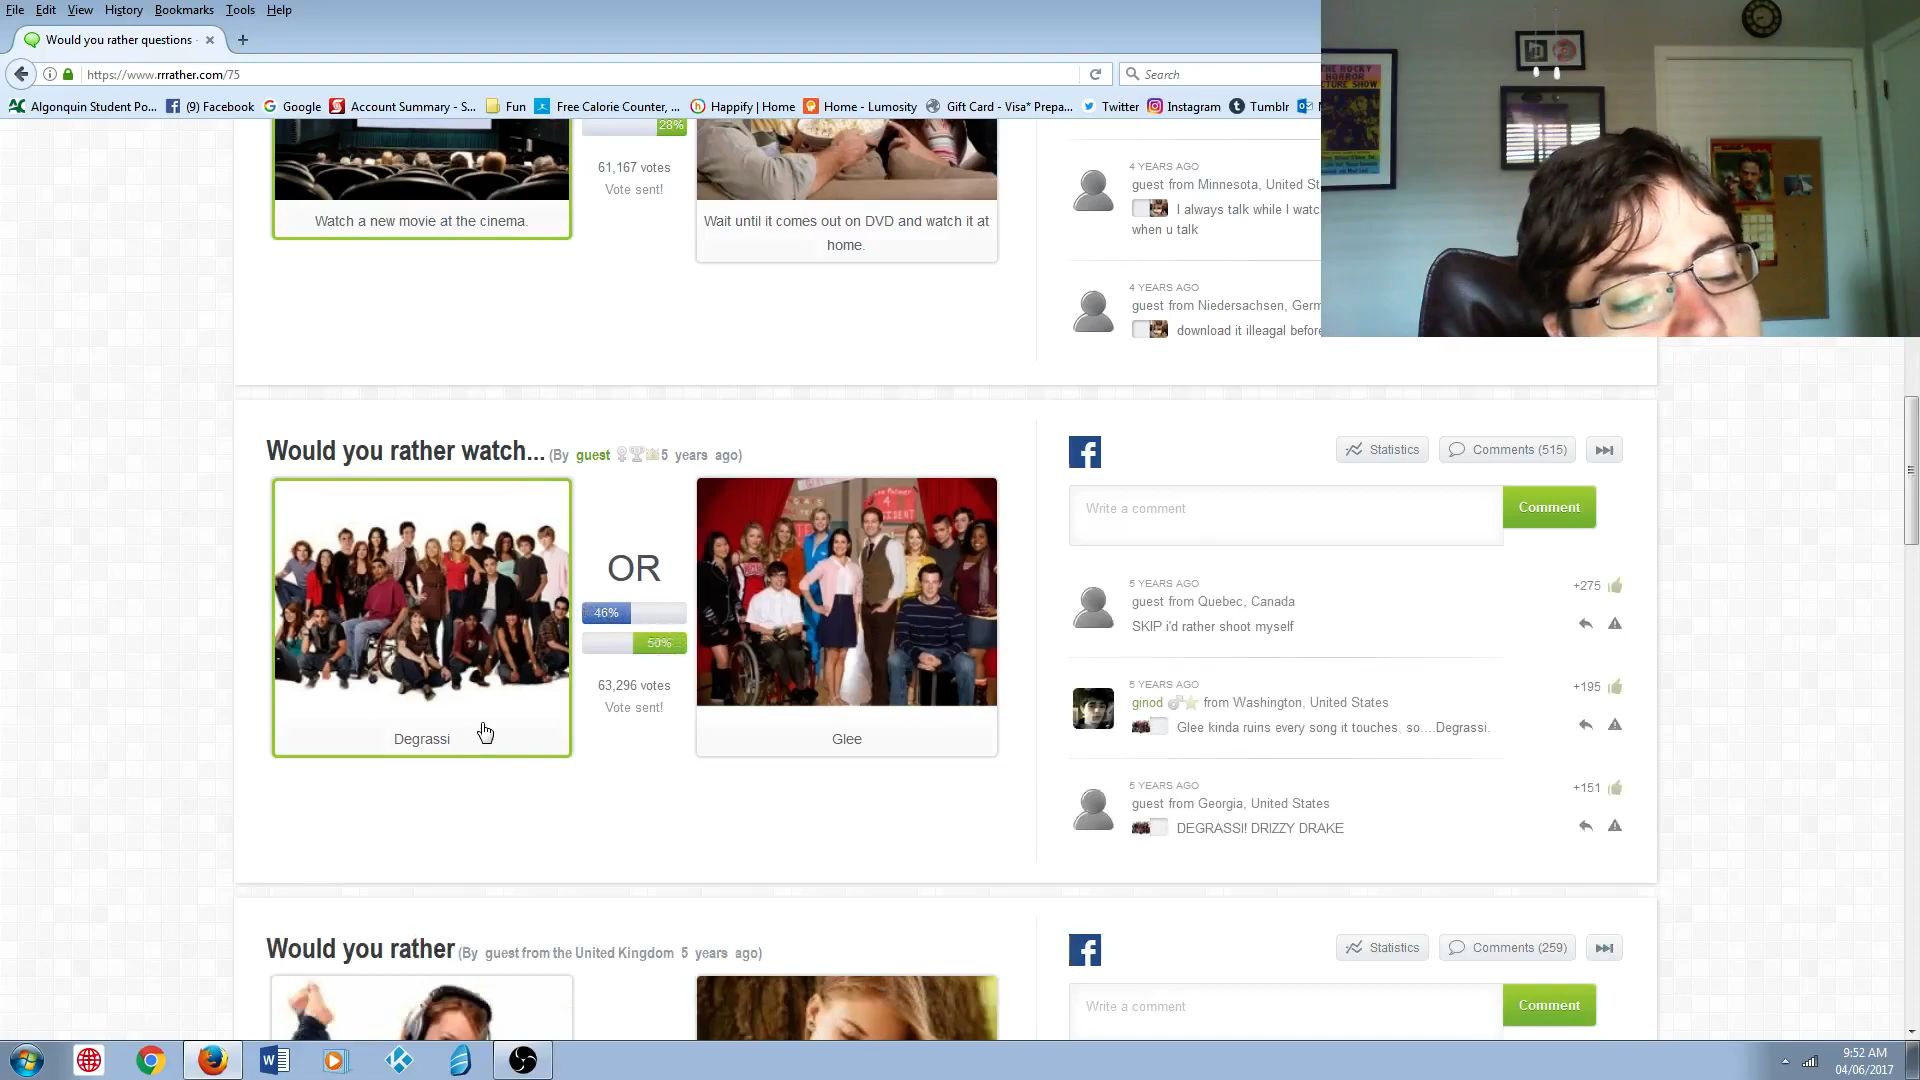 File Edit View History Bookmarks Tools Help
Would you rather questions
https://www.rrrather.com/75
Search
Algonquin Student Po...
(9) Facebook
Google
Account Summary - S...
Fun
Free Calorie Counter, ...
Happify | Home
Home - Lumosity
Gift Card - Visa* Prepa...
Twitter
Instagram
Tumblr
THE ROCKY
HORROR
PICTURE SHOW
28%
61,167 votes
Vote sent!
Watch a new movie at the cinema.
Wait until it comes out on DVD and watch it at
home.
4 YEARS AGO
guest from Minnesota, United St
I always talk while I watc
when u talk
4 YEARS AGO
guest from Niedersachsen, Germ
download it illeagal before
Would you rather watch... (By guest 5 years ago)
OR
46%
50%
63,296 votes
Vote sent!
Degrassi
Glee
Statistics
Comments (515)
Write a comment
Comment
5 YEARS AGO
guest from Quebec, Canada
SKIP i'd rather shoot myself
+275
5 YEARS AGO
ginod from Washington, United States
Glee kinda ruins every song it touches, so....Degrassi.
+195
5 YEARS AGO
guest from Georgia, United States
DEGRASSI! DRIZZY DRAKE
+151
Would you rather (By guest from the United Kingdom 5 years ago)
Statistics
Comments (259)
Write a comment
Comment
9:52 AM
04/06/2017